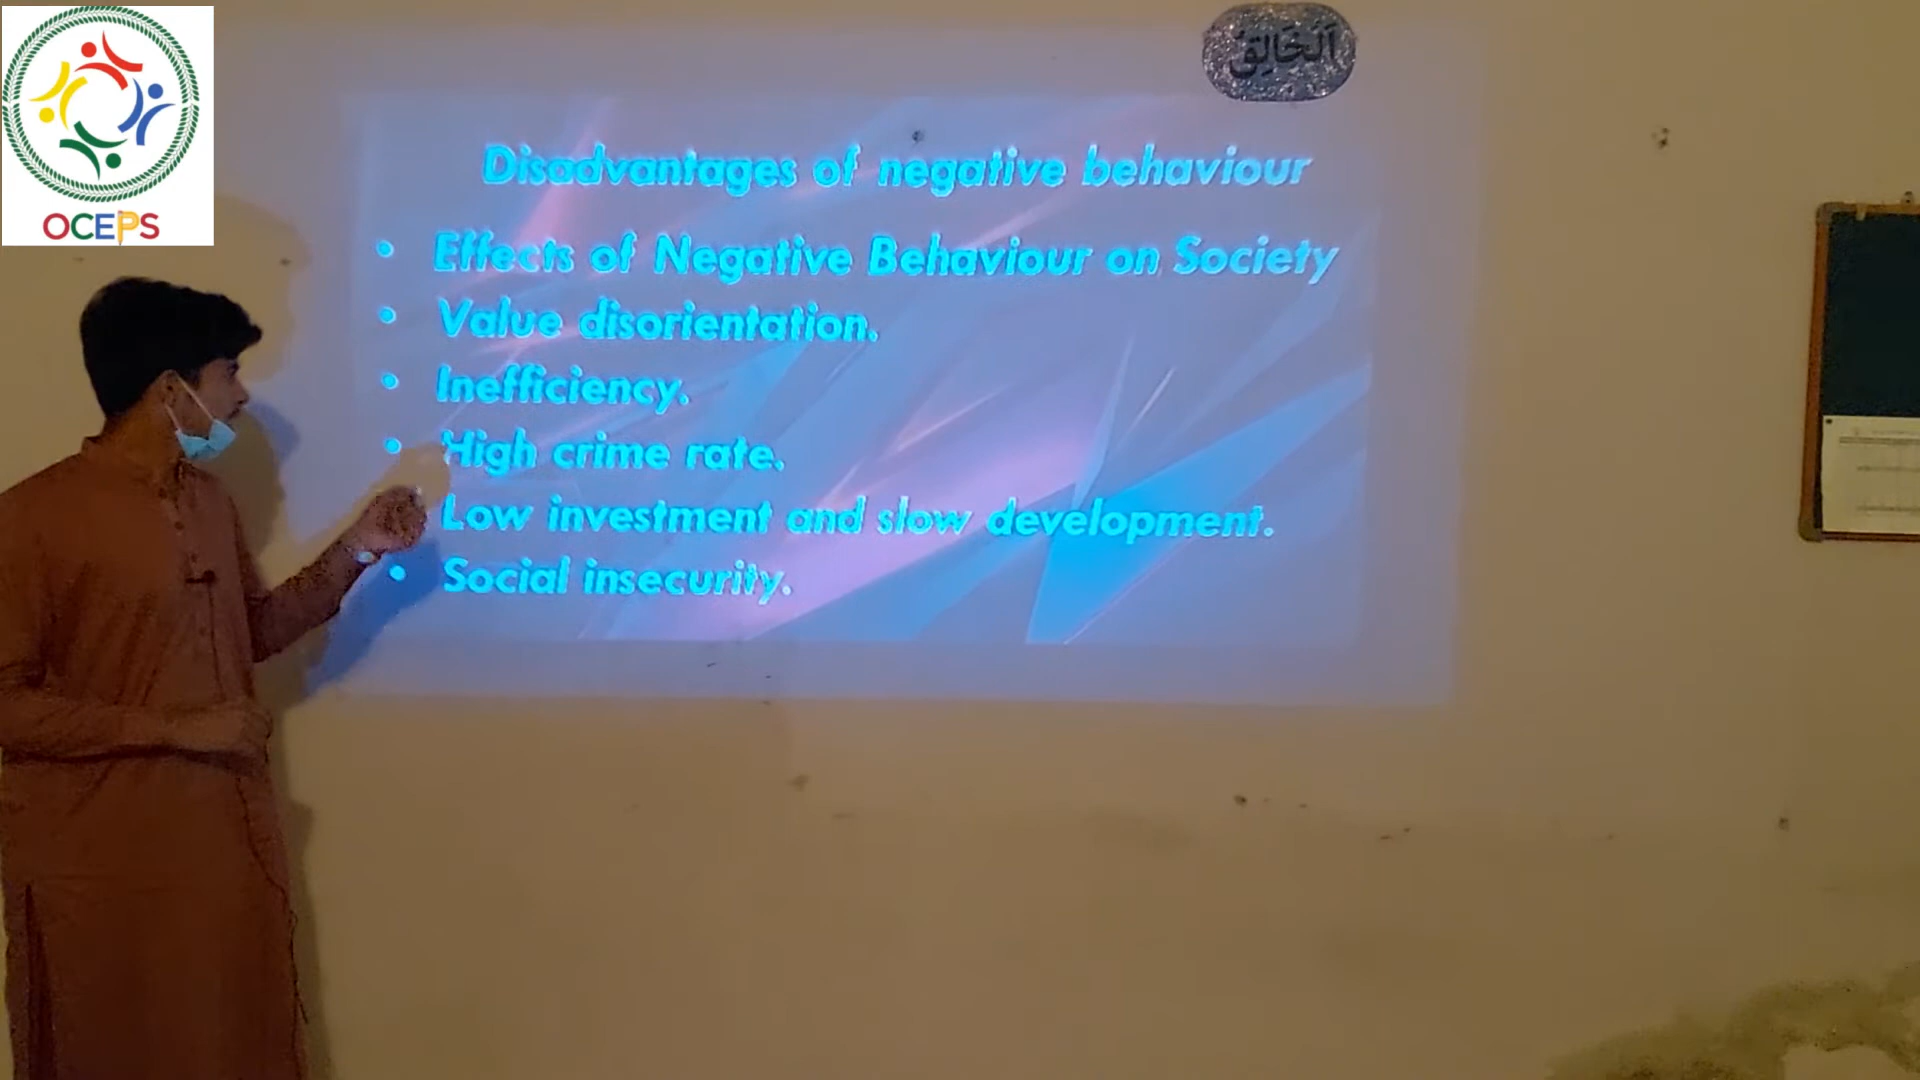 اَلْخَالِقُ
OCEPS
Disadvantages of negative behaviour
• Effects of Negative Behaviour on Society
• Value disorientation.
• Inefficiency.
• High crime rate.
Low investment and slow development.
• Social insecurity.